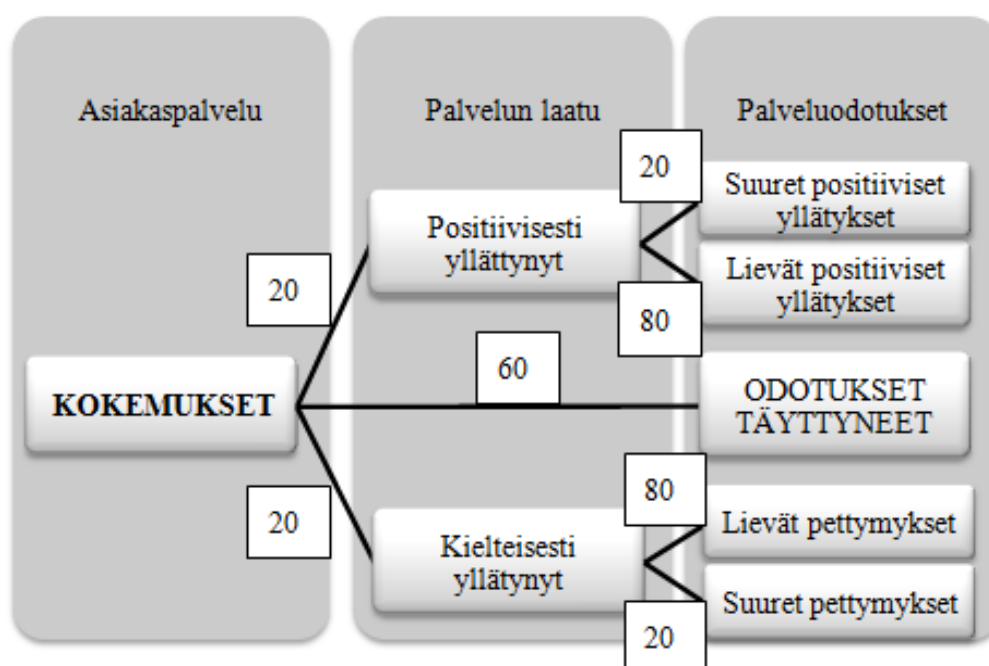 Asiakaspalvelu
Palvelun laatu
Palveluodotukset
20
Suuret positiiviset
yllätykset
Positiivisesti
yllättynyt
Lievät positiiviset
yllätykset
20
80
60
KOKEMUKSET
ODOTUKSET
TÄYTTYNEET
80
20
Lievät pettymykset
Kielteisesti
yllätynyt
Suuret pettymykset
20